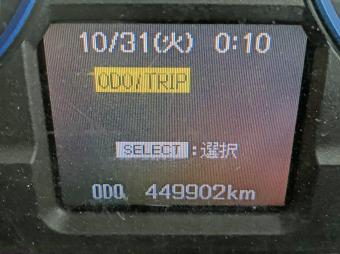 10/31(火) 0:10
ODO/TRIP
SELECT:選択
ODO 449902km